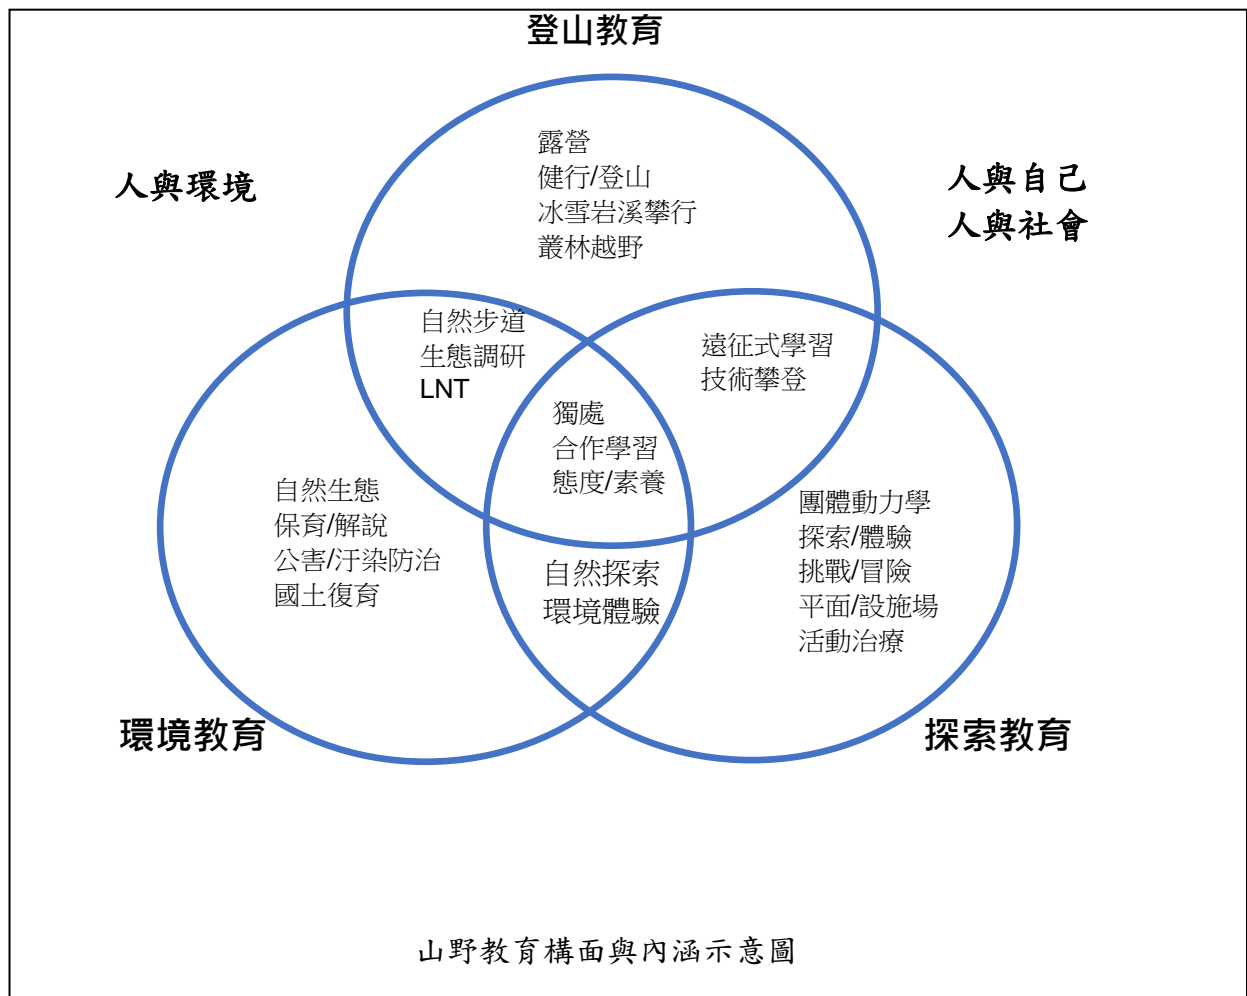 登山教育
人與環境
人與自己
人與社會
露營
健行/登山
冰雪岩溪攀行
叢林越野
自然步道
生態調研
LNT
遠征式學習
技術攀登
獨處
合作學習
態度/素養
自然生態
保育/解說
公害/汙染防治
國土復育
團體動力學
探索/體驗
挑戰/冒險
平面/設施場
活動治療
自然探索
環境體驗
環境教育
探索教育
山野教育構面與內涵示意圖